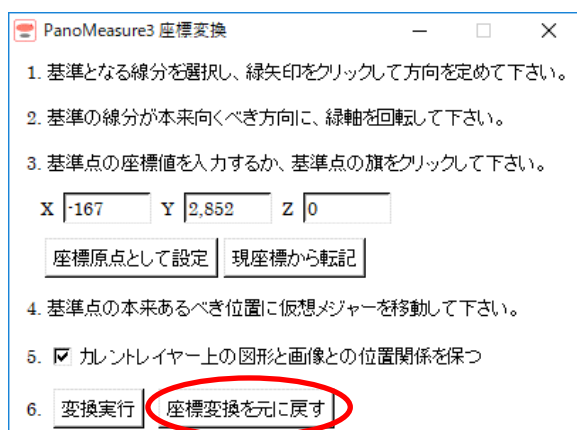 PanoMeasure3 座標変換
1. 基準となる線分を選択し、緑矢印をクリックして方向を定めて下さい。
2. 基準の線分が本来向くべき方向に、緑軸を回転して下さい。
3. 基準点の座標値を入力するか、基準点の旗をクリックして下さい。
X -167 Y 2,852 Z 0
座標原点として設定 現座標から転記
4. 基準点の本来あるべき位置に仮想メジャーを移動して下さい。
5. カレントレイヤー上の図形と画像との位置関係を保つ
6. 変換実行 座標変換を元に戻す